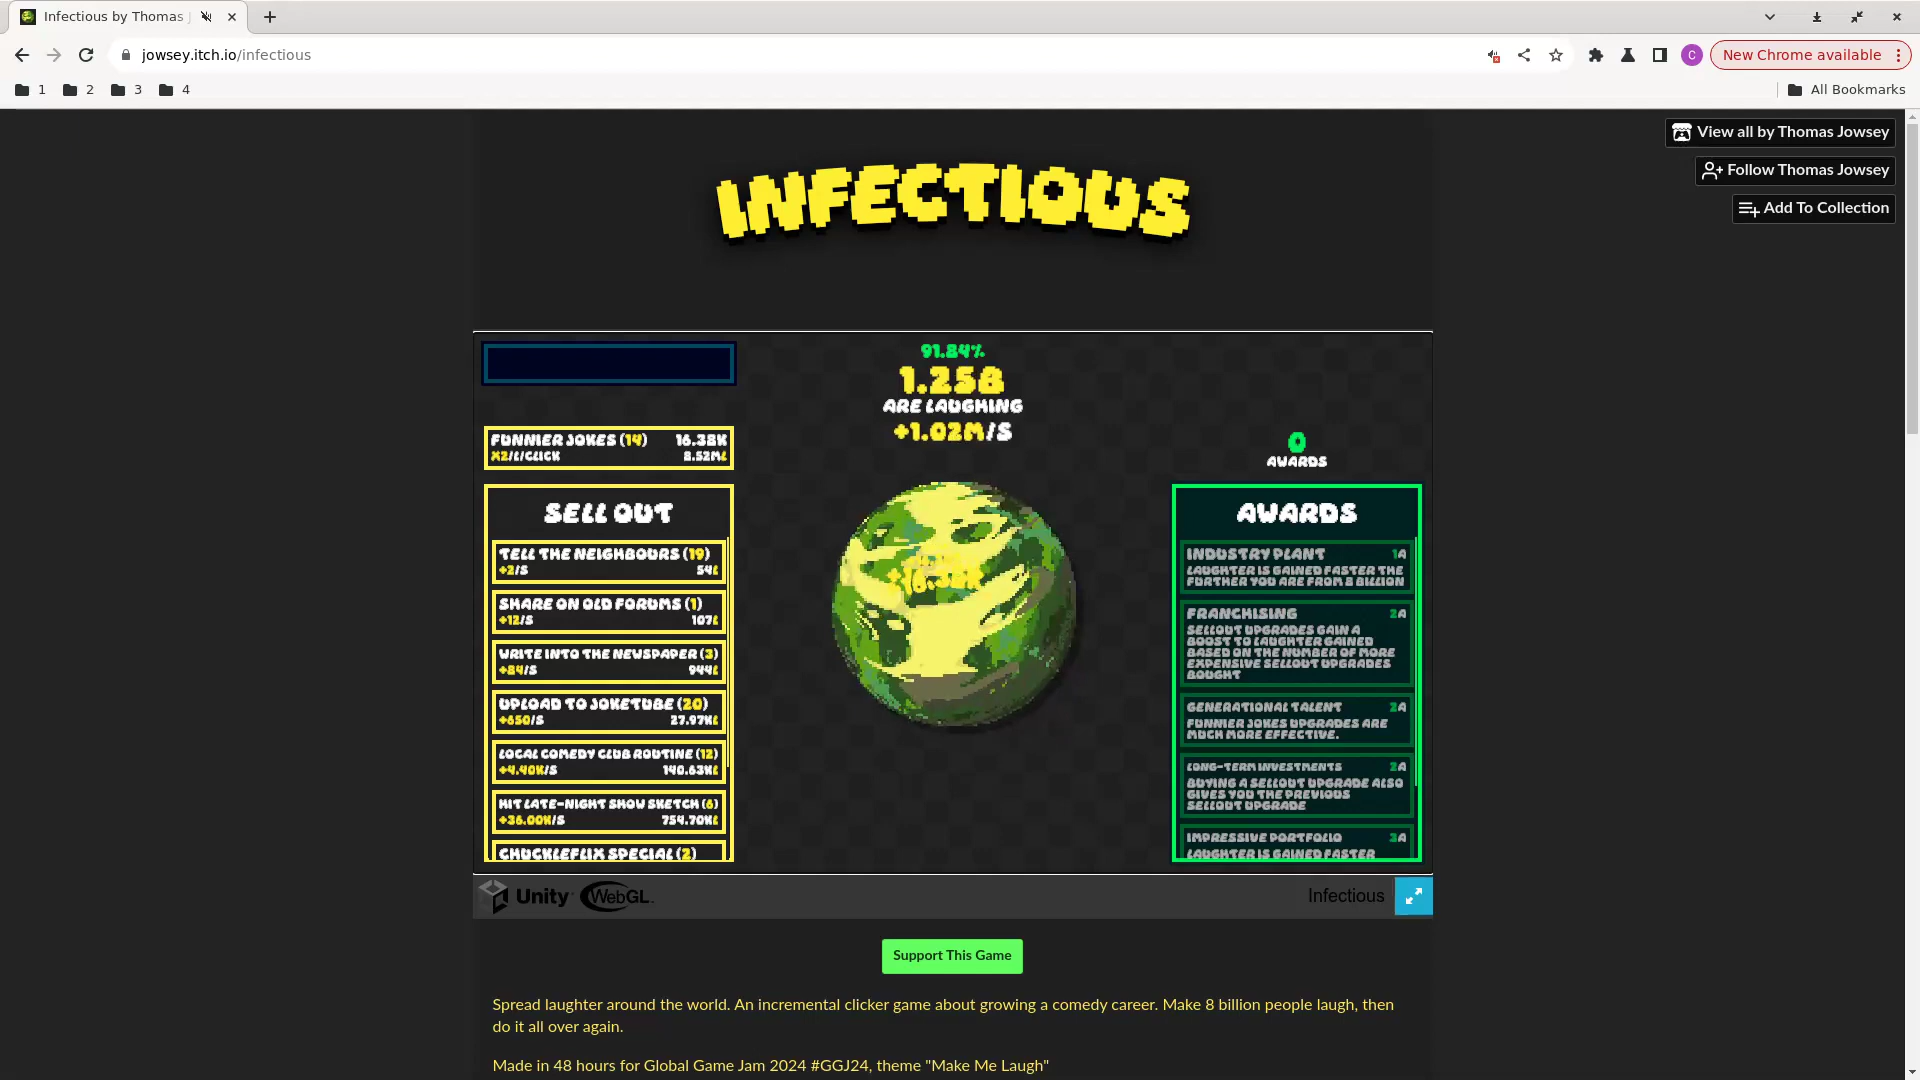 Infectious by Thomas J
jowsey.itch.io/infectious
New Chrome available
1
2
3
4
All Bookmarks
View all by Thomas Jowsey
Follow Thomas Jowsey
Add To Collection
INFECTIOUS
91.84%
1.25B
ARE LAUGHING
+1.02M/S
FUNNIER JOKES (14) 16.38K
X2/L/CLICK 8.52ML
SELL OUT
TELL THE NEIGHBOURS (19)
+2/S 54L
SHARE ON OLD FORUMS (1)
+12/S 107L
WRITE INTO THE NEWSPAPER (3)
+84/S 944L
UPLOAD TO JOKETUBE (20)
+650/S 27.97KL
LOCAL COMEDY CLUB ROUTINE (12)
+4.40K/S 140.63KL
HIT LATE-NIGHT SHOW SKETCH (6)
+36.00K/S 754.70KL
CHUCKLEFLIX SPECIAL (2)
+16.38K
0
AWARDS
AWARDS
INDUSTRY PLANT 1A
LAUGHTER IS GAINED FASTER THE
FURTHER YOU ARE FROM 8 BILLION
FRANCHISING 2A
SELLOUT UPGRADES GAIN A
BOOST TO LAUGHTER GAINED
BASED ON THE NUMBER OF MORE
EXPENSIVE SELLOUT UPGRADES
BOUGHT
GENERATIONAL TALENT 2A
FUNNIER JOKES UPGRADES ARE
MUCH MORE EFFECTIVE.
LONG-TERM INVESTMENTS 2A
BUYING A SELLOUT UPGRADE ALSO
GIVES YOU THE PREVIOUS
SELLOUT UPGRADE
IMPRESSIVE PORTFOLIO 3A
LAUGHTER IS GAINED FASTER
Unity WebGL
Infectious
Support This Game
Spread laughter around the world. An incremental clicker game about growing a comedy career. Make 8 billion people laugh, then
do it all over again.
Made in 48 hours for Global Game Jam 2024 #GGJ24, theme "Make Me Laugh"